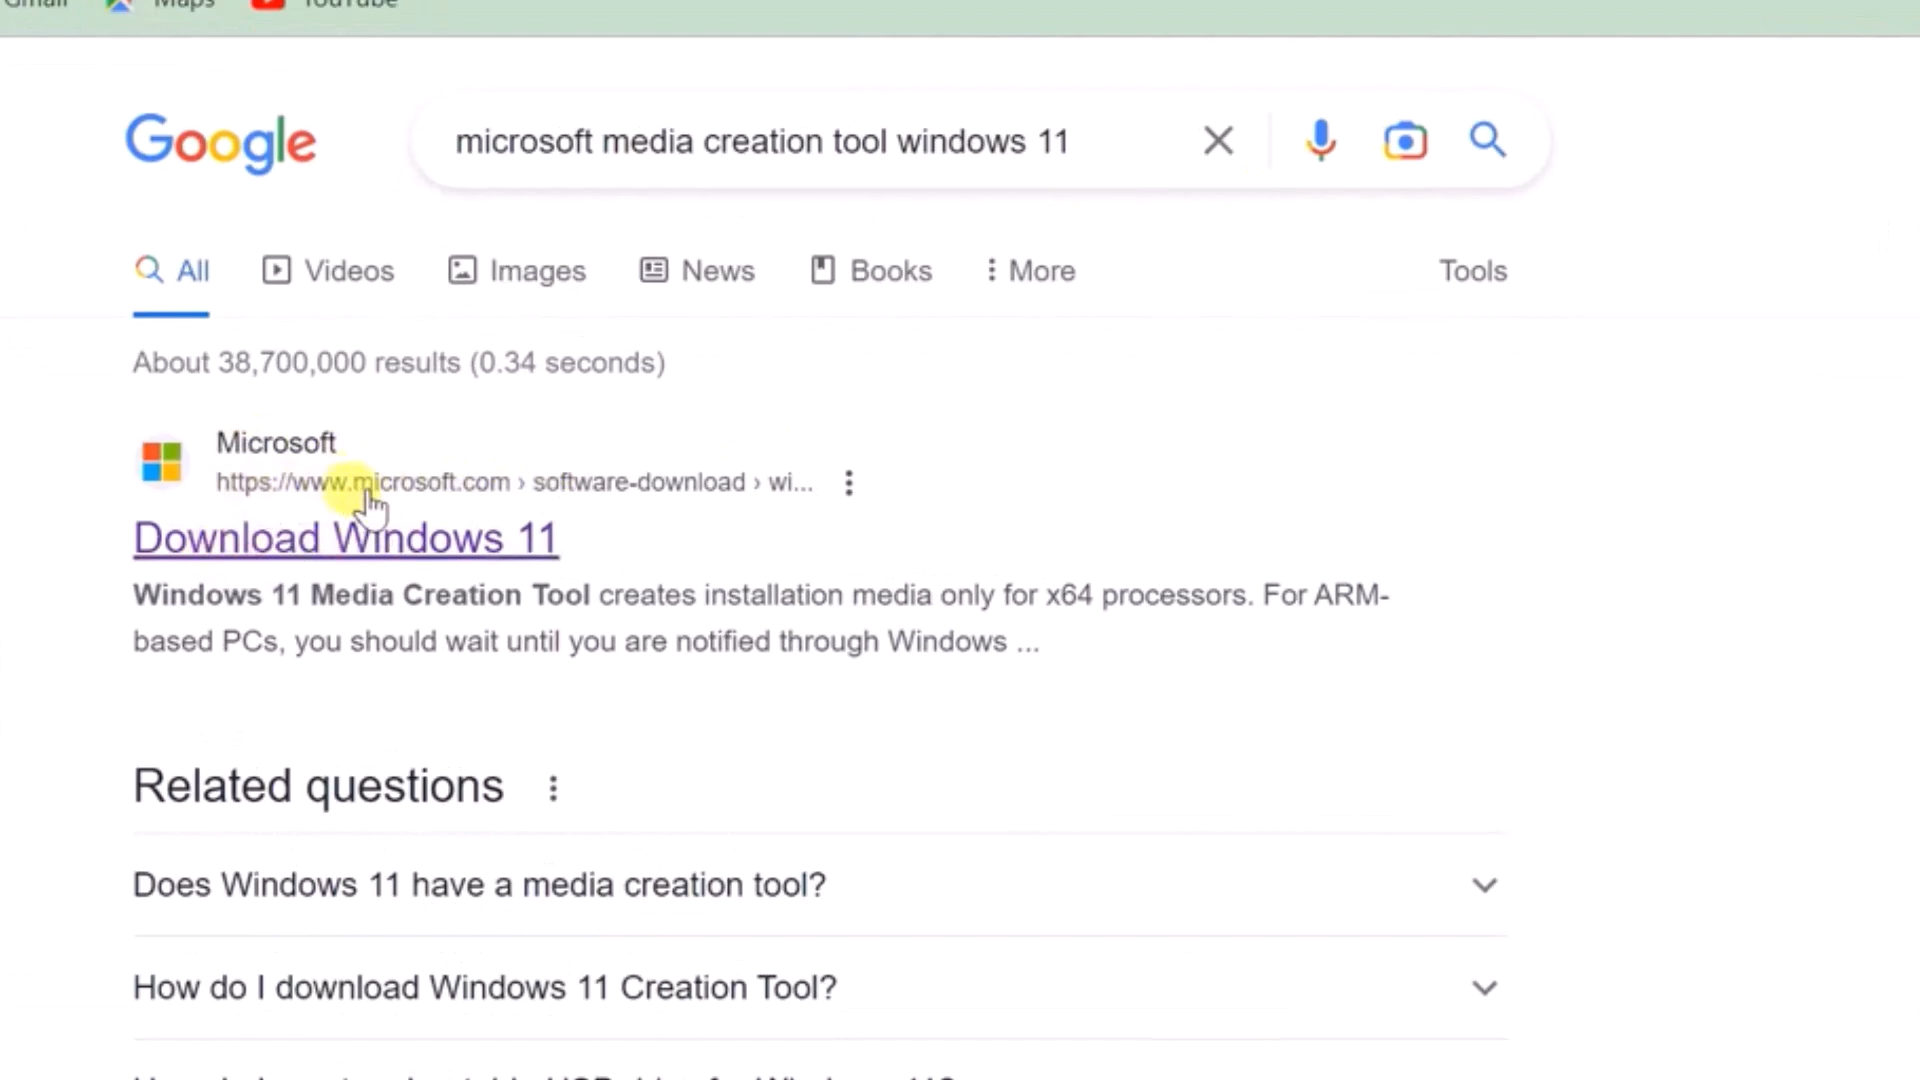 Gmail Maps YouTube
Google
microsoft media creation tool windows 11
All Videos Images News Books More Tools
About 38,700,000 results (0.34 seconds)
Microsoft
https://www.microsoft.com › software-download › wi...
Download Windows 11
Windows 11 Media Creation Tool creates installation media only for x64 processors. For ARM-
based PCs, you should wait until you are notified through Windows ...
Related questions
Does Windows 11 have a media creation tool?
How do I download Windows 11 Creation Tool?